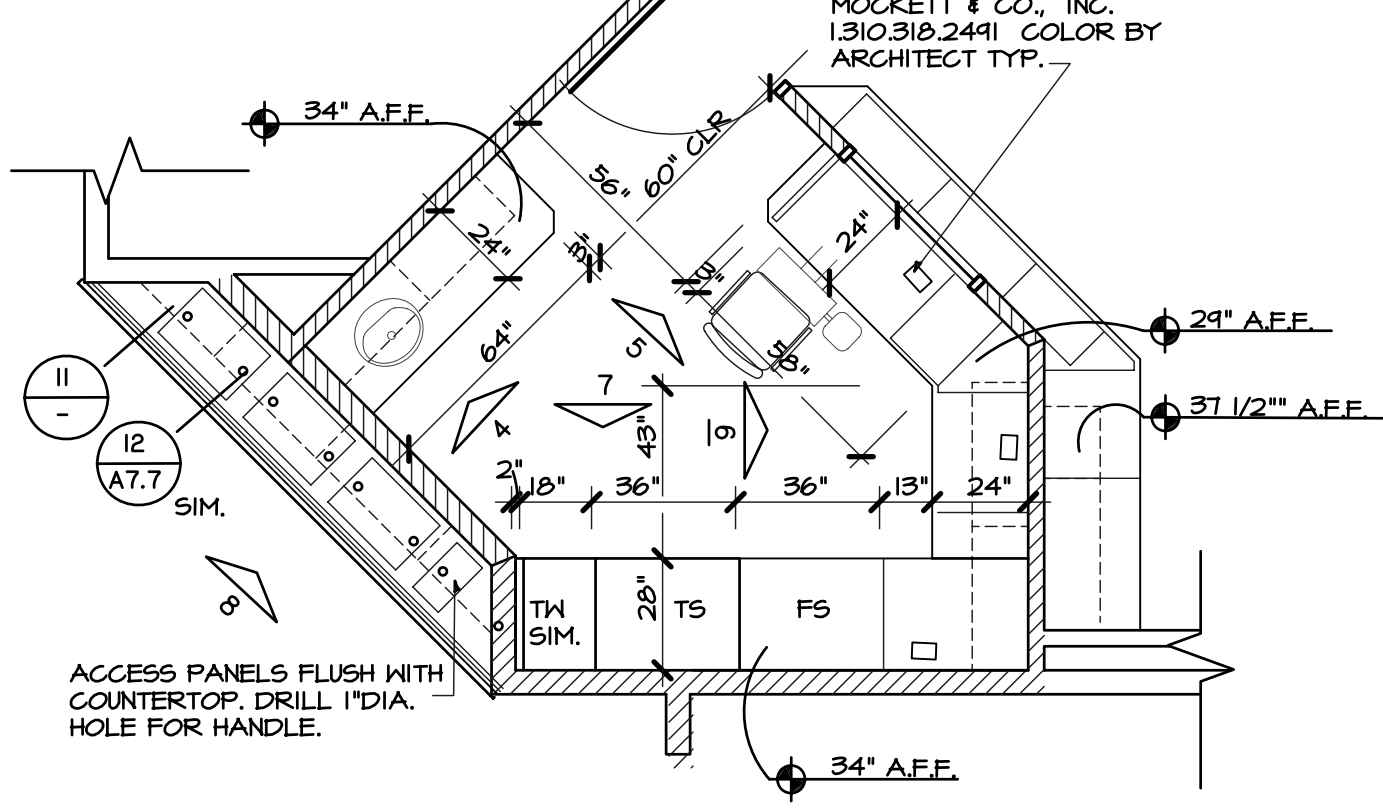 MOCKETT & CO., INC.
1.310.318.2491 COLOR BY
ARCHITECT TYP.
34" A.F.F.
56"
60" CLR
24"
3"
3"
24"
64"
5
58"
29" A.F.F.
37 1/2"" A.F.F.
11
-
12
A7.7
SIM.
4
7
43"
9
2"
18"
36"
36"
13"
24"
8
28"
TW
SIM.
TS
FS
ACCESS PANELS FLUSH WITH
COUNTERTOP. DRILL 1"DIA.
HOLE FOR HANDLE.
34" A.F.F.